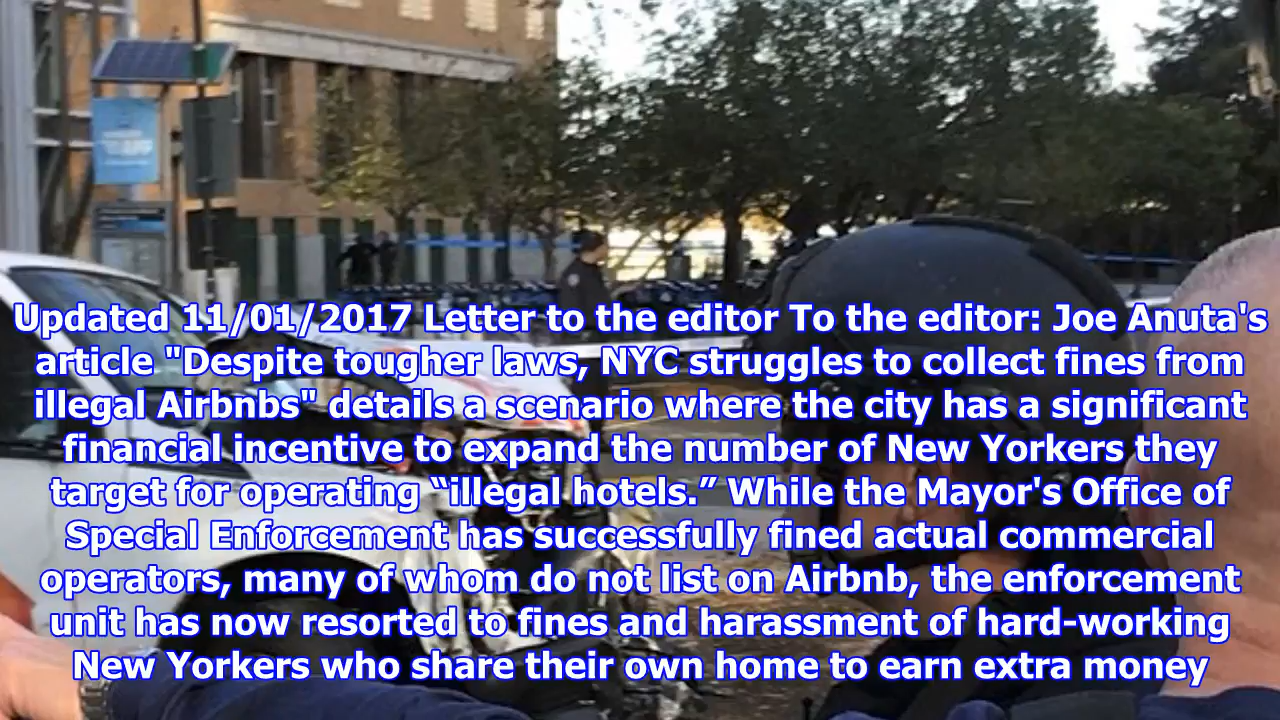 Updated 11/01/2017 Letter to the editor To the editor: Joe Anuta's
article "Despite tougher laws, NYC struggles to collect fines from
illegal Airbnbs" details a scenario where the city has a significant
financial incentive to expand the number of New Yorkers they
target for operating “illegal hotels.” While the Mayor's Office of
Special Enforcement has successfully fined actual commercial
operators, many of whom do not list on Airbnb, the enforcement
unit has now resorted to fines and harassment of hard-working
New Yorkers who share their own home to earn extra money